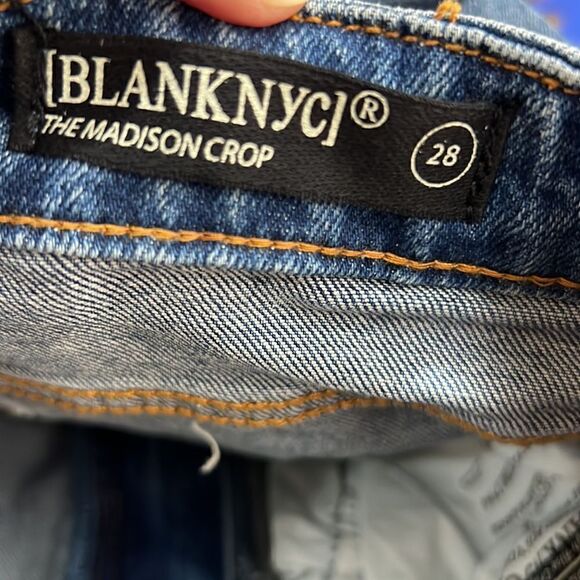 [BLANKNYC]®
THE MADISON CROP
28